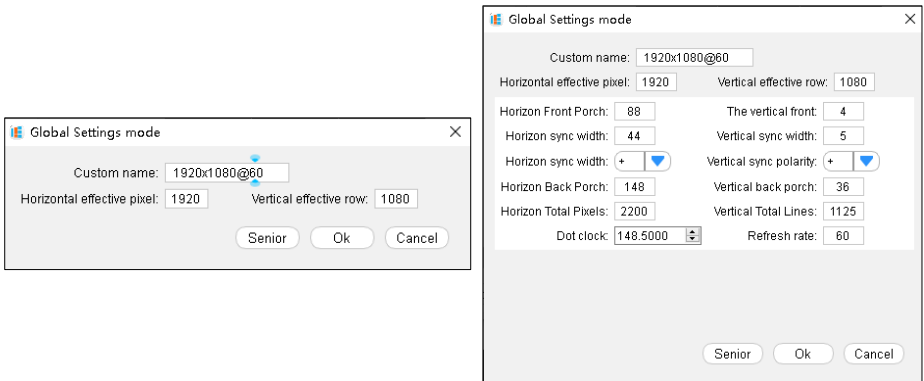 Global Settings mode
Custom name: 1920x1080@60
Horizontal effective pixel: 1920 Vertical effective row: 1080
Senior Ok Cancel
Global Settings mode
Custom name: 1920x1080@60
Horizontal effective pixel: 1920 Vertical effective row: 1080
Horizon Front Porch: 88 The vertical front: 4
Horizon sync width: 44 Vertical sync width: 5
Horizon sync width: + Vertical sync polarity: +
Horizon Back Porch: 148 Vertical back porch: 36
Horizon Total Pixels: 2200 Vertical Total Lines: 1125
Dot clock: 148.5000 Refresh rate: 60
Senior Ok Cancel